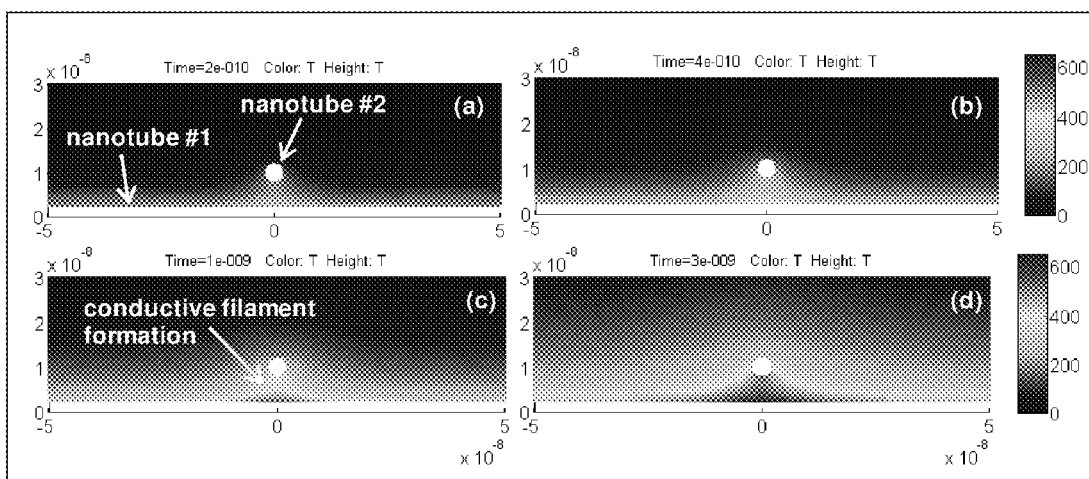 x 10⁻⁸
Time=2e-010 Color: T Height: T
3
2
1
0
-5
0
5
nanotube #2
nanotube #1
(a)
x 10⁻⁸
Time=4e-010 Color: T Height: T
3
2
1
0
-5
0
5
(b)
600
400
200
0
x 10⁻⁸
Time=1e-009 Color: T Height: T
3
2
1
0
-5
0
5
x 10⁻⁸
conductive filament
formation
(c)
x 10⁻⁸
Time=3e-009 Color: T Height: T
3
2
1
0
-5
0
5
x 10⁻⁸
(d)
600
400
200
0